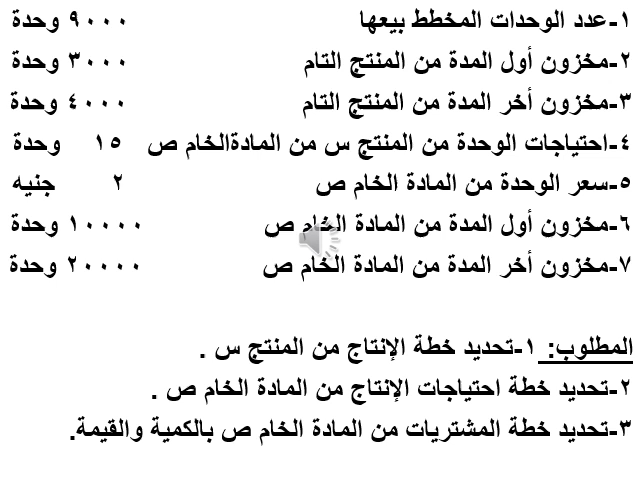 ١-عدد الوحدات المخطط بيعها ٩٠٠٠ وحدة
٢-مخزون أول المدة من المنتج التام ٣٠٠٠ وحدة
٣-مخزون أخر المدة من المنتج التام ٤٠٠٠ وحدة
٤-احتياجات الوحدة من المنتج س من المادةالخام ص ١٥ وحدة
٥-سعر الوحدة من المادة الخام ص ٢ جنيه
٦-مخزون أول المدة من المادة الخام ص ١٠٠٠٠ وحدة
٧-مخزون أخر المدة من المادة الخام ص ٢٠٠٠٠ وحدة
المطلوب: ١-تحديد خطة الإنتاج من المنتج س .
٢-تحديد خطة احتياجات الإنتاج من المادة الخام ص .
٣-تحديد خطة المشتريات من المادة الخام ص بالكمية والقيمة.